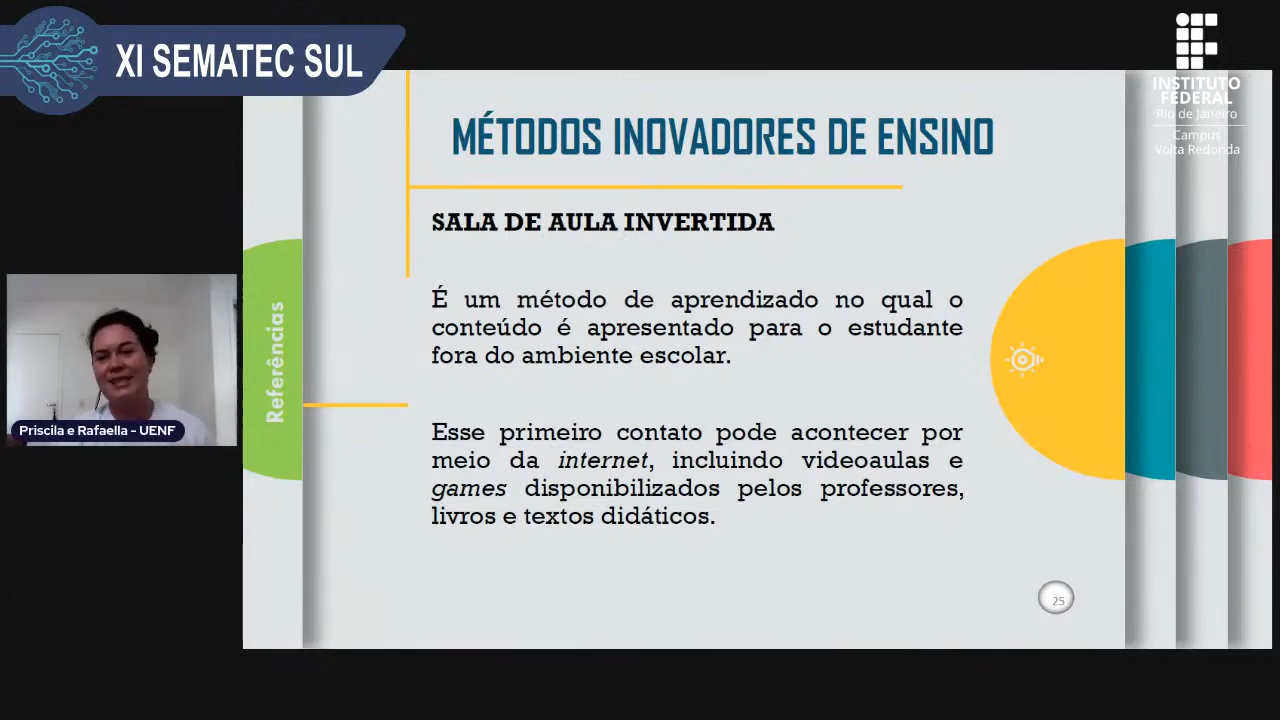 XI SEMATEC SUL
INSTITUTO
FEDERAL
Rio de Janeiro
Campus
Volta Redonda
MÉTODOS INOVADORES DE ENSINO
SALA DE AULA INVERTIDA
É um método de aprendizado no qual o
conteúdo é apresentado para o estudante
fora do ambiente escolar.
Referências
Priscila e Rafaella - UENF
Esse primeiro contato pode acontecer por
meio da internet, incluindo videoaulas e
games disponibilizados pelos professores,
livros e textos didáticos.
25